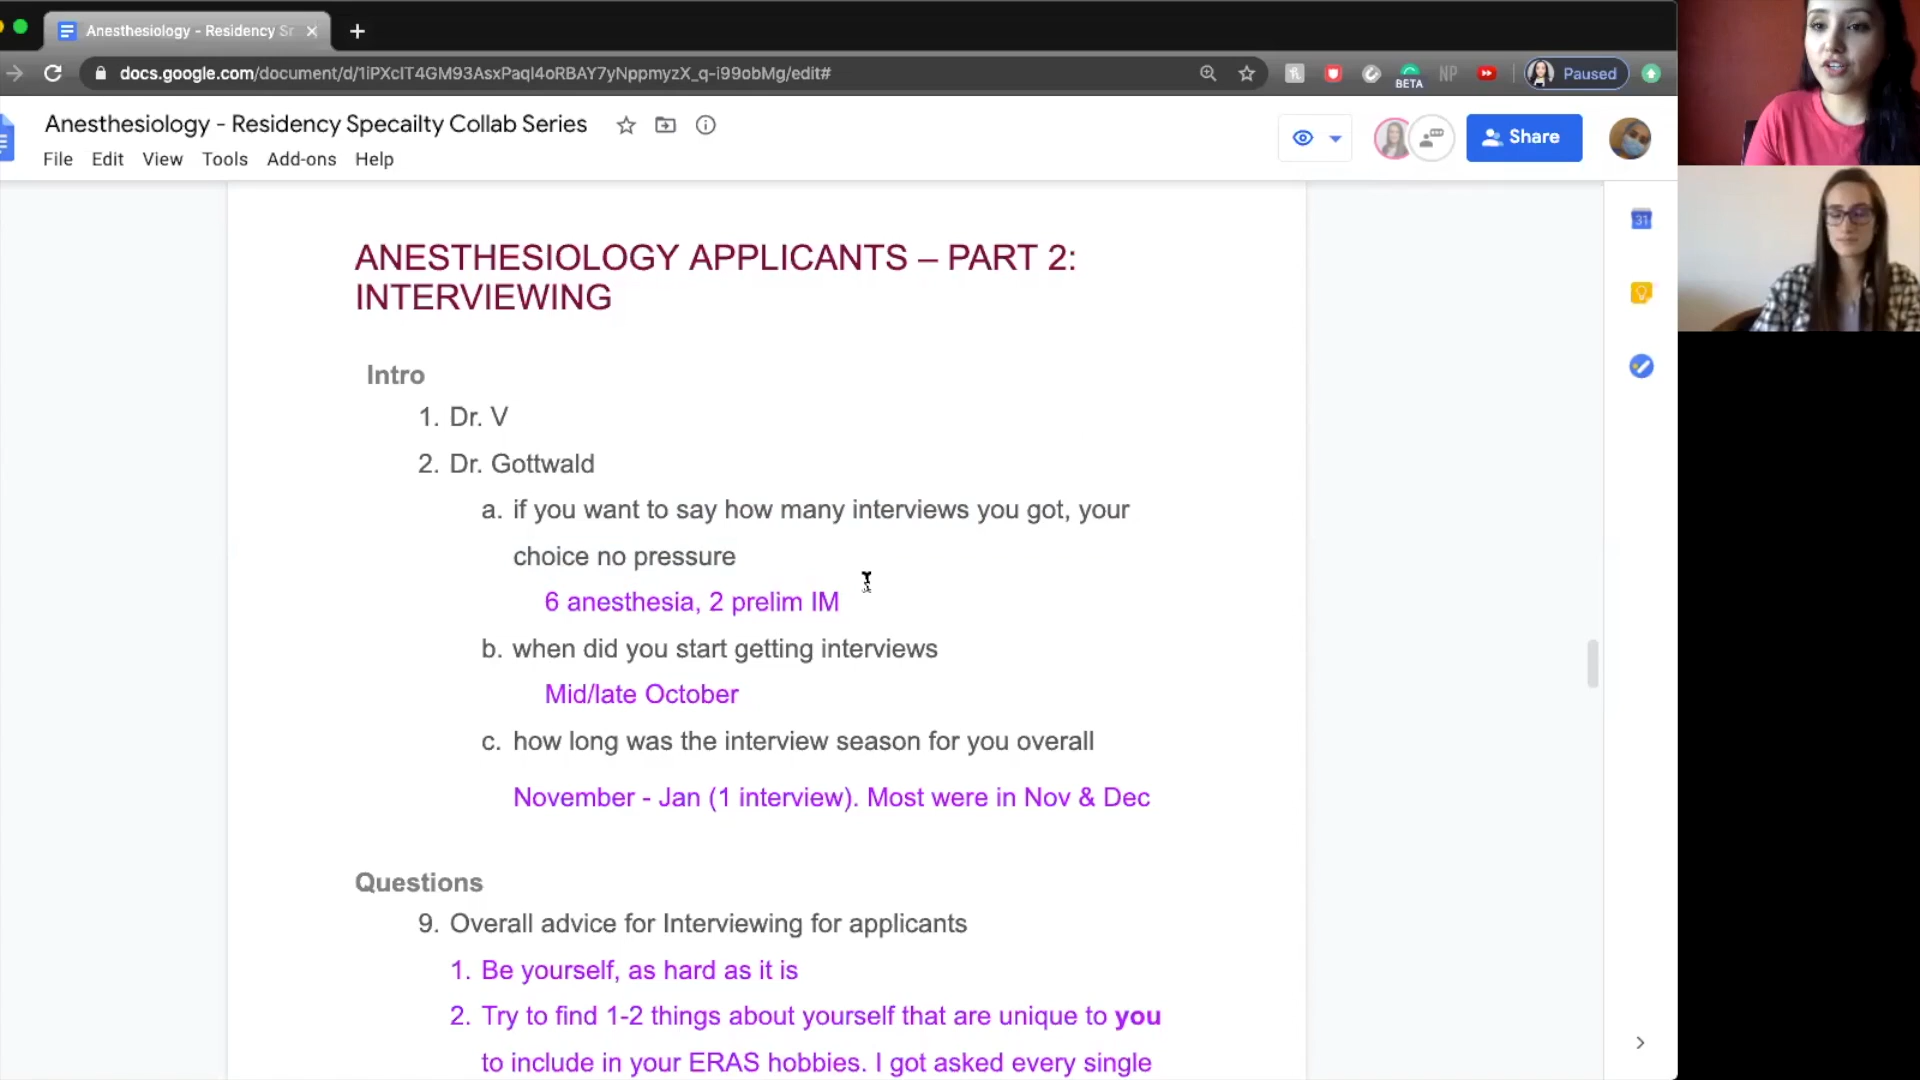 Anesthesiology - Residency Sr
docs.google.com/document/d/1iPXcIT4GM93AsxPaql4oRBAY7yNppmyzX_q-i99obMg/edit#
BETA
NP
Paused
Anesthesiology - Residency Specailty Collab Series
File Edit View Tools Add-ons Help
Share
31
ANESTHESIOLOGY APPLICANTS – PART 2:
INTERVIEWING
Intro
1. Dr. V
2. Dr. Gottwald
a. if you want to say how many interviews you got, your
choice no pressure
6 anesthesia, 2 prelim IM
b. when did you start getting interviews
Mid/late October
c. how long was the interview season for you overall
November - Jan (1 interview). Most were in Nov & Dec
Questions
9. Overall advice for Interviewing for applicants
1. Be yourself, as hard as it is
2. Try to find 1-2 things about yourself that are unique to you
to include in your ERAS hobbies. I got asked every single